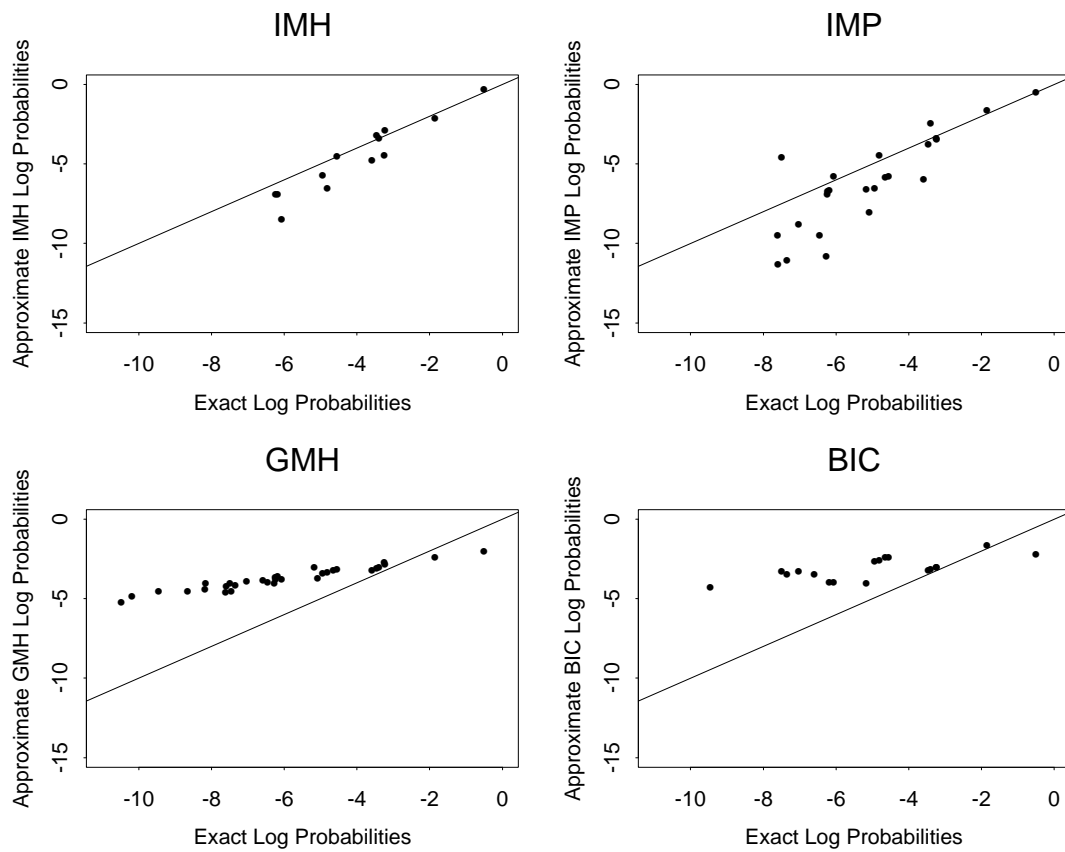 IMH
Approximate IMH Log Probabilities
0
-5
-10
-15
-10 -8 -6 -4 -2 0
Exact Log Probabilities
IMP
Approximate IMP Log Probabilities
0
-5
-10
-15
-10 -8 -6 -4 -2 0
Exact Log Probabilities
GMH
Approximate GMH Log Probabilities
0
-5
-10
-15
-10 -8 -6 -4 -2 0
Exact Log Probabilities
BIC
Approximate BIC Log Probabilities
0
-5
-10
-15
-10 -8 -6 -4 -2 0
Exact Log Probabilities